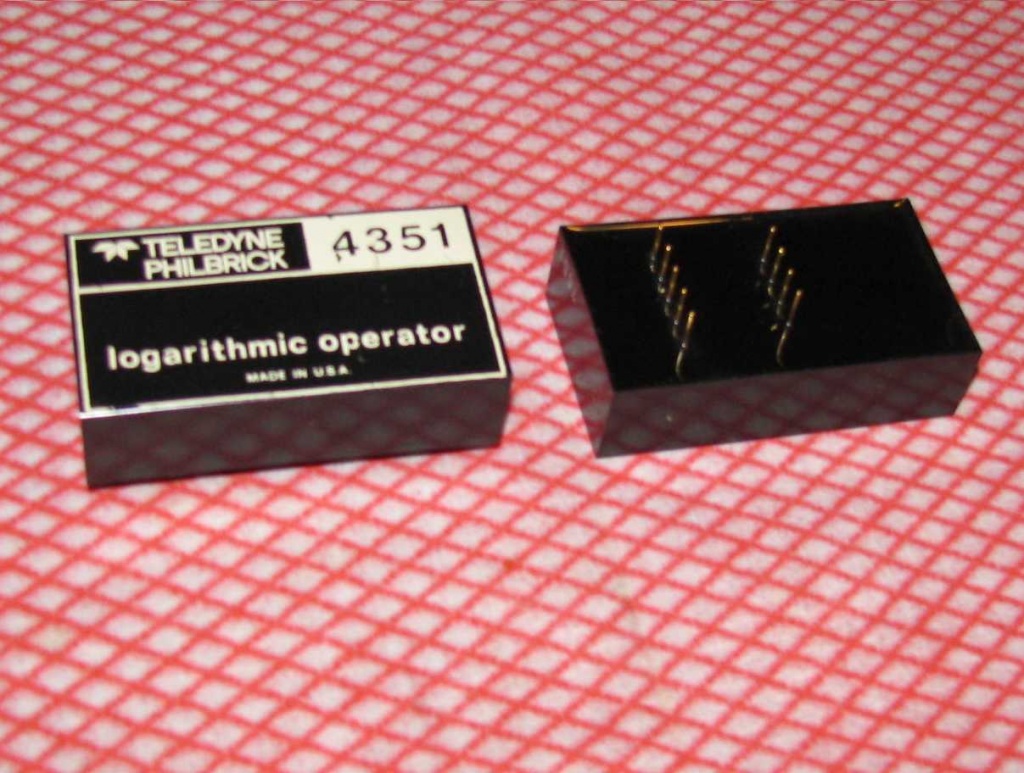 TELEDYNE
PHILBRICK
4351
logarithmic operator
MADE IN U.S.A.